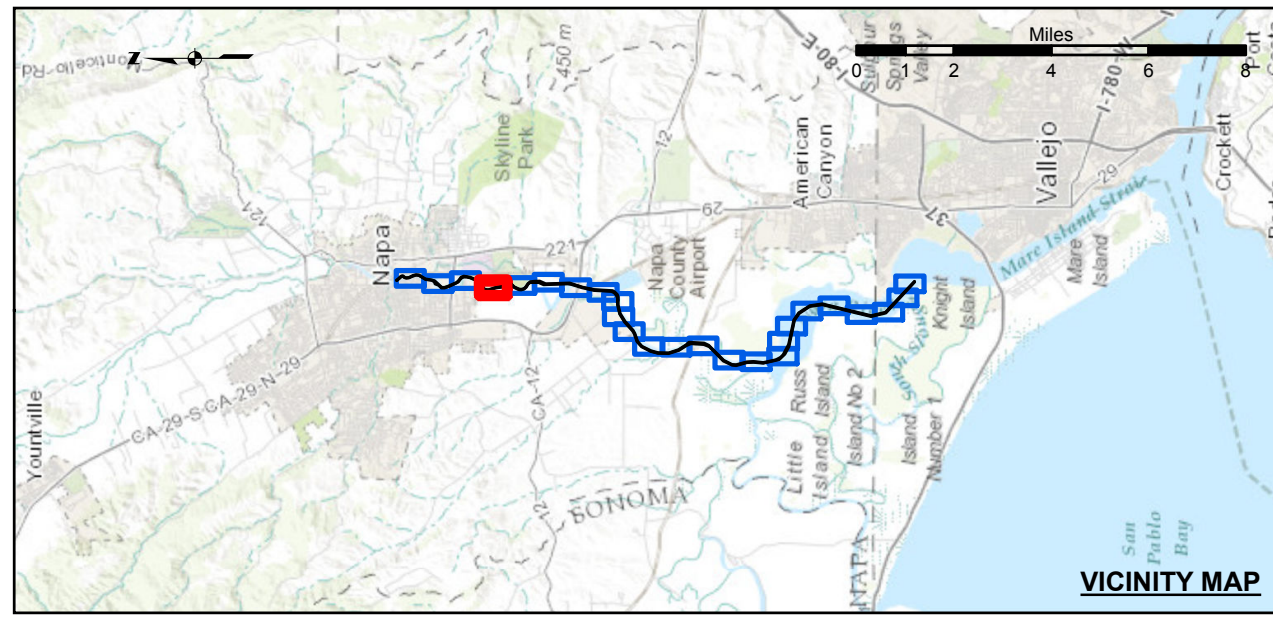 Miles
0 1 2 4 6 8
VICINITY MAP
Z
Monticello-Rd
450 m
Skyline
Park
121
Napa
221
12
29
Napa
County
Airport
American
Canyon
I-80-E
Sulphur
Springs
Valley
I-780-W
Port
Crockett
Vallejo
29
37
Mare Island Strait
Mare
Island
Knight
Island
South Slough
Yountville
CA-29-S
CA-29-N-29
CA-12
12
SONOMA
NAPA
Little
Island
Russ
Island
Island No 2
Island
Number 1
San
Pablo
Bay